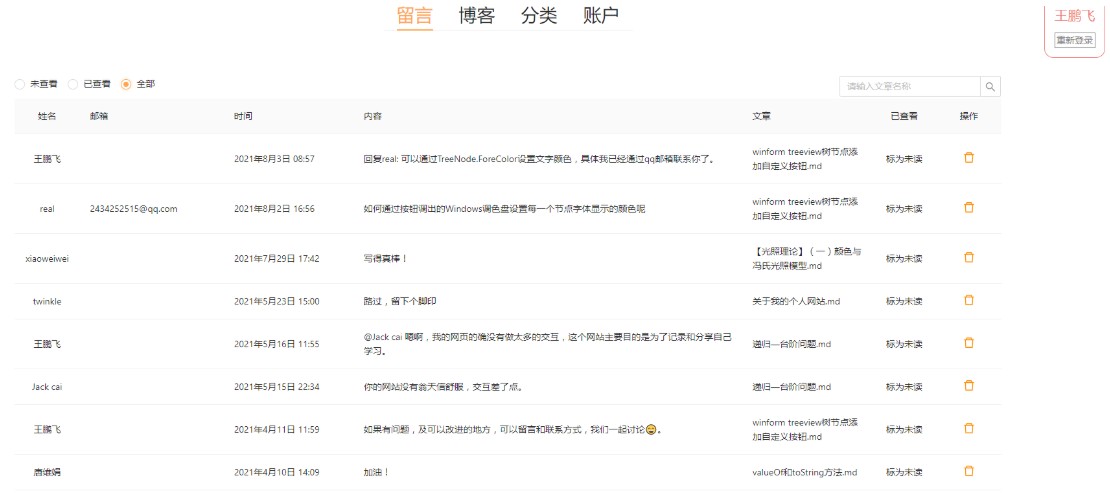 留言 博客 分类 账户
王鹏飞
重新登录
未查看 已查看 全部
请输入文章名称
姓名 邮箱 时间 内容 文章 已查看 操作
王鹏飞 2021年8月3日 08:57 回复real: 可以通过TreeNode.ForeColor设置文字颜色，具体我已经通过qq邮箱联系你了。 winform treeview树节点添
加自定义按钮.md 标为未读
real 2434252515@qq.com 2021年8月2日 16:56 如何通过按钮调出的Windows调色盘设置每一个节点字体显示的颜色呢 winform treeview树节点添
加自定义按钮.md 标为未读
xiaoweiwei 2021年7月29日 17:42 写得真棒！ 【光照理论】（一）颜色与
冯氏光照模型.md 标为未读
twinkle 2021年5月23日 15:00 路过，留下个脚印 关于我的个人网站.md 标为未读
王鹏飞 2021年5月16日 11:55 @Jack cai 嗯啊，我的网页的确没有做太多的交互，这个网站主要目的是为了记录和分享自己
学习。 递归—台阶问题.md 标为未读
Jack cai 2021年5月15日 22:34 你的网站没有翁天信舒服，交互差了点。 递归—台阶问题.md 标为未读
王鹏飞 2021年4月11日 11:59 如果有问题，及可以改进的地方，可以留言和联系方式，我们一起讨论😄。 winform treeview树节点添
加自定义按钮.md 标为未读
唐维娟 2021年4月10日 14:09 加油！ valueOf和toString方法.md 标为未读